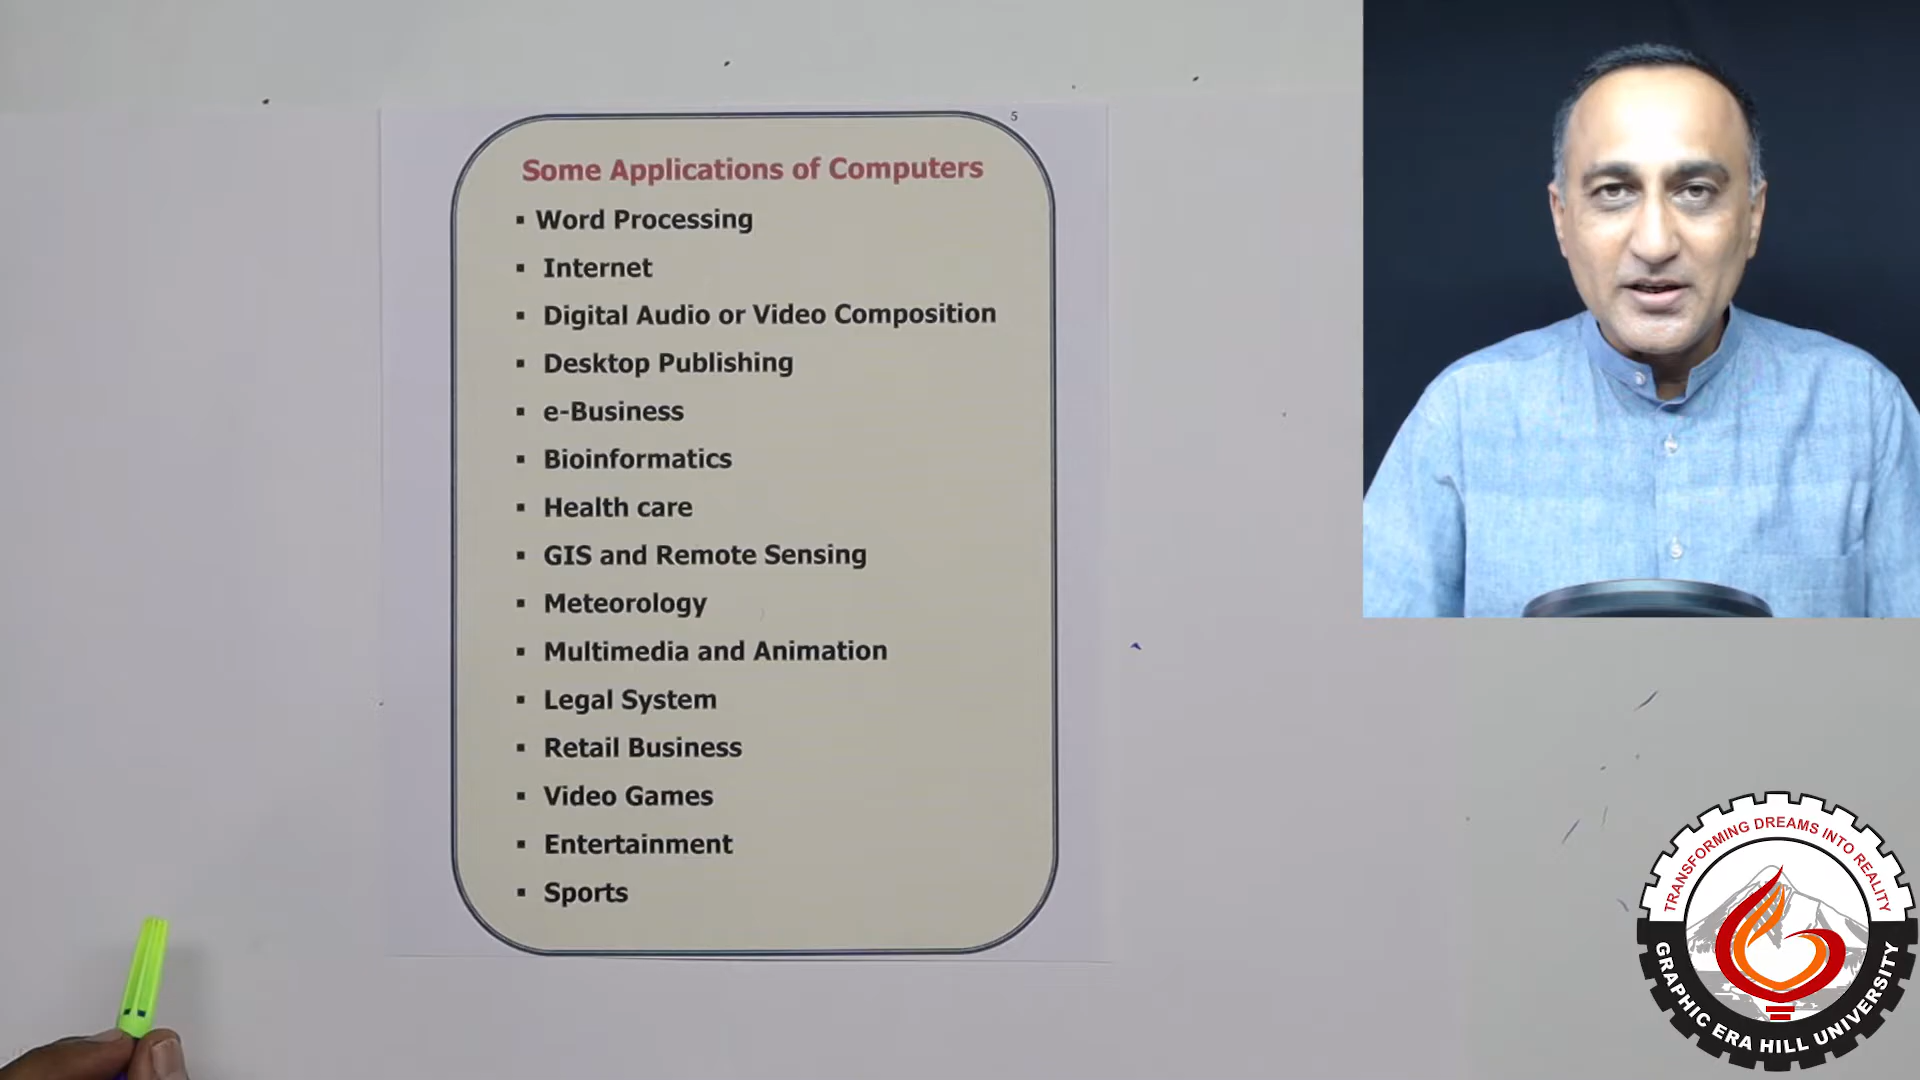 5
Some Applications of Computers
▪ Word Processing
▪ Internet
▪ Digital Audio or Video Composition
▪ Desktop Publishing
▪ e-Business
▪ Bioinformatics
▪ Health care
▪ GIS and Remote Sensing
▪ Meteorology
▪ Multimedia and Animation
▪ Legal System
▪ Retail Business
▪ Video Games
▪ Entertainment
▪ Sports
TRANSFORMING DREAMS INTO REALITY
GRAPHIC ERA HILL UNIVERSITY